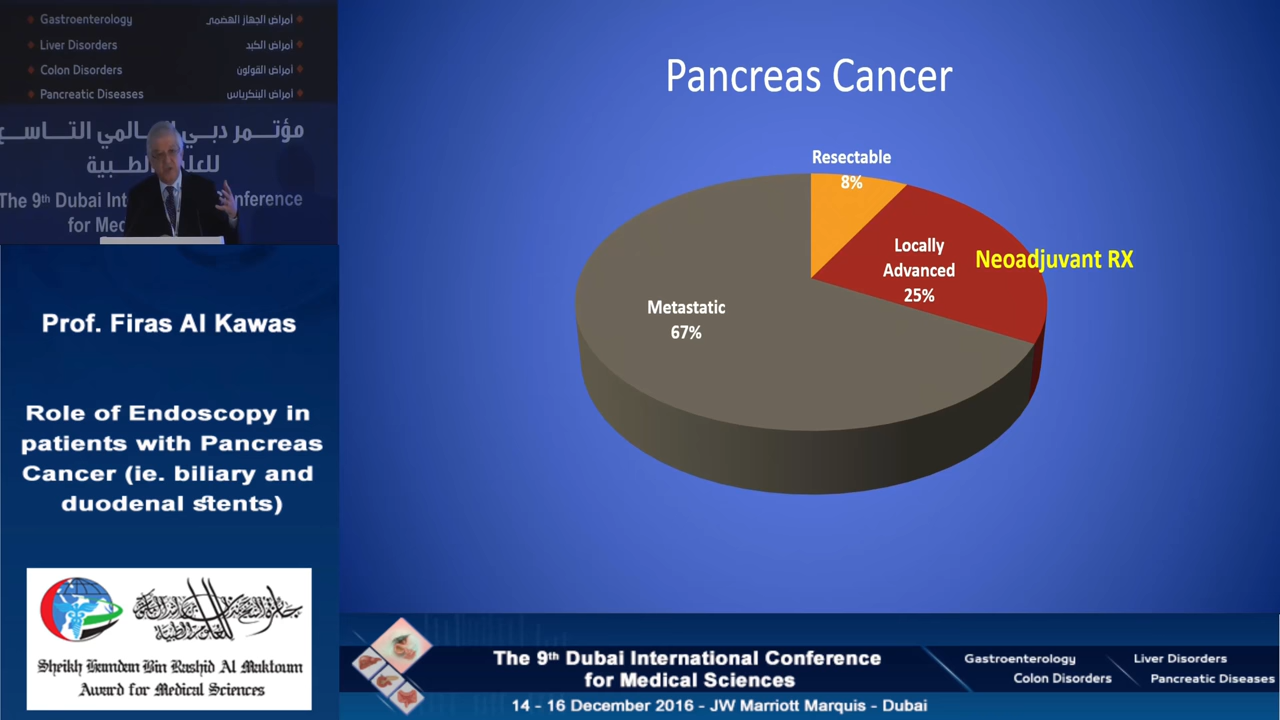 Gastroenterology
أمراض الجهاز الهضمي
Liver Disorders
أمراض الكبد
Colon Disorders
أمراض القولون
Pancreatic Diseases
أمراض البنكرياس
للعلوم الطبية
The 9th Dubai
for Med
Prof. Firas Al Kawas
Role of Endoscopy in
patients with Pancreas
Cancer (ie. biliary and
duodenal stents)
Sheikh Hamdan Bin Rashid Al Maktoum
Award for Medical Sciences
Pancreas Cancer
Resectable
8%
Locally
Advanced
25%
Neoadjuvant RX
Metastatic
67%
The 9th Dubai International Conference
for Medical Sciences
14 - 16 December 2016 - JW Marriott Marquis - Dubai
Gastroenterology
Liver Disorders
Colon Disorders
Pancreatic Diseases